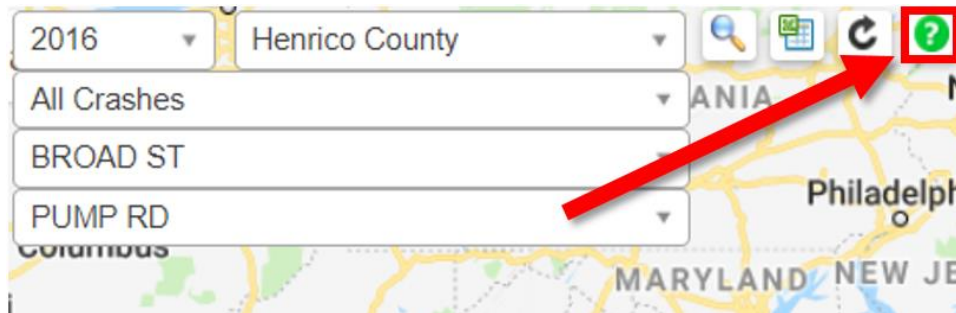 2016 Henrico County ?
All Crashes ANIA N
BROAD ST
PUMP RD Philadelph
Columbus
MARYLAND NEW JE